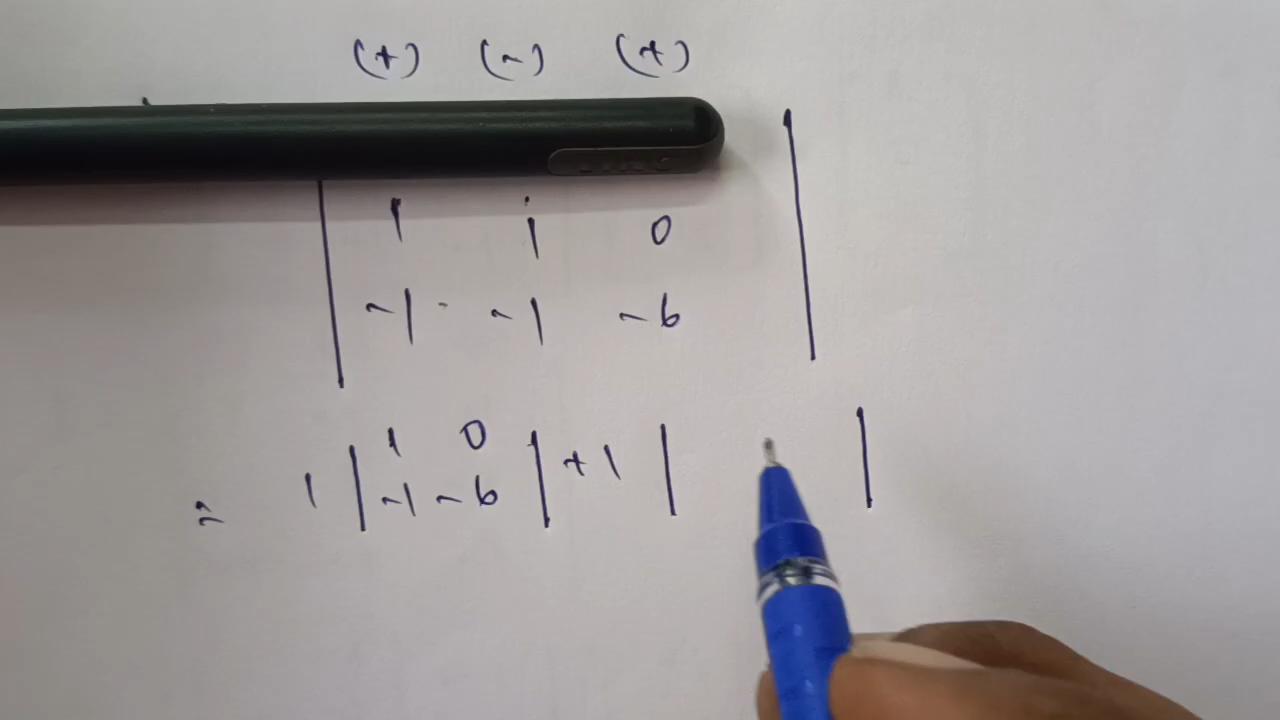 (+) (-) (+)
| 1 1 0 |
| -1 -1 -6 |
= 1 | 1 0 | + 1 | |
| -1 -6 |